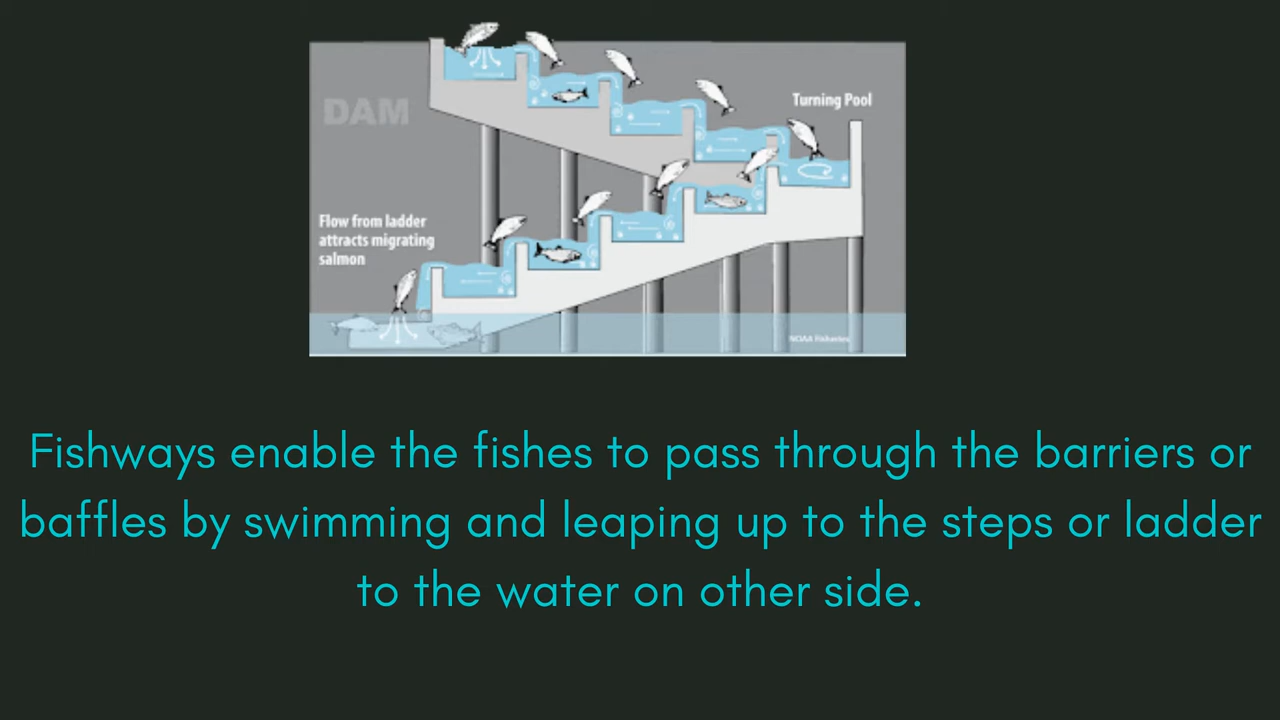 DAM
Turning Pool
Flow from ladder
attracts migrating
salmon
NOAA Fisheries
Fishways enable the fishes to pass through the barriers or
baffles by swimming and leaping up to the steps or ladder
to the water on other side.